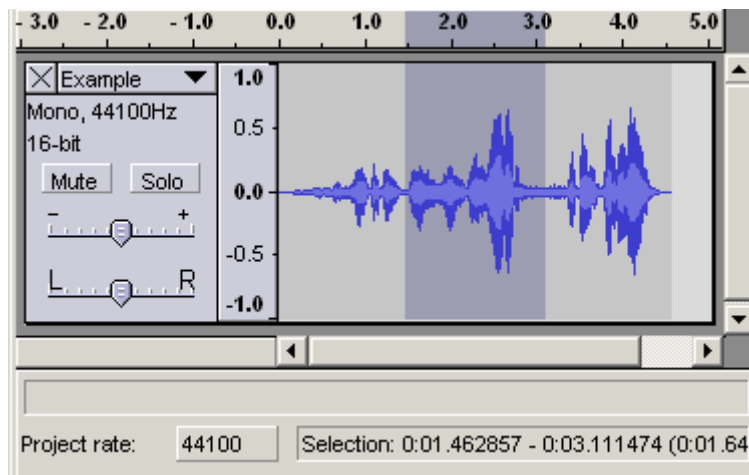 - 3.0 - 2.0 - 1.0 0.0 1.0 2.0 3.0 4.0 5.0
Example 1.0
Mono, 44100Hz
16-bit 0.5
Mute Solo 0.0
- +
-0.5
L R
-1.0
Project rate: 44100 Selection: 0:01.462857 - 0:03.111474 (0:01.64